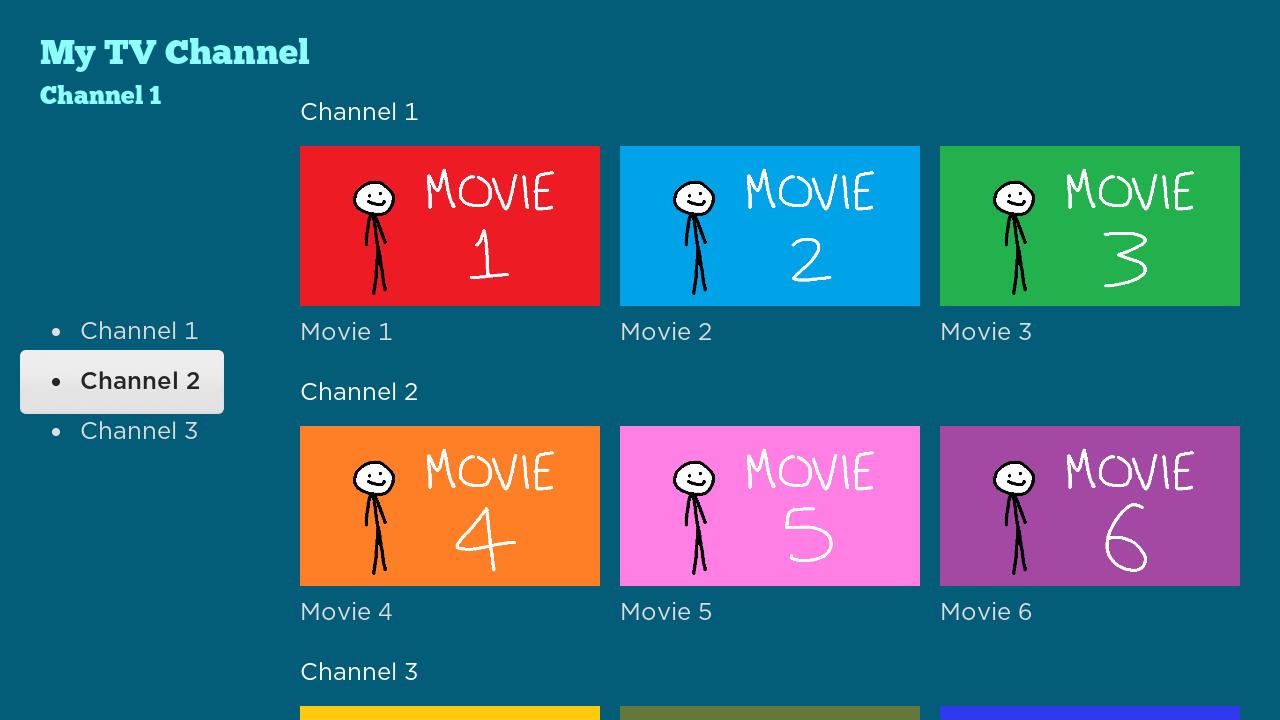 My TV Channel
Channel 1
• Channel 1
• Channel 2
• Channel 3
Channel 1
MOVIE 1
MOVIE 2
MOVIE 3
Movie 1
Movie 2
Movie 3
Channel 2
MOVIE 4
MOVIE 5
MOVIE 6
Movie 4
Movie 5
Movie 6
Channel 3